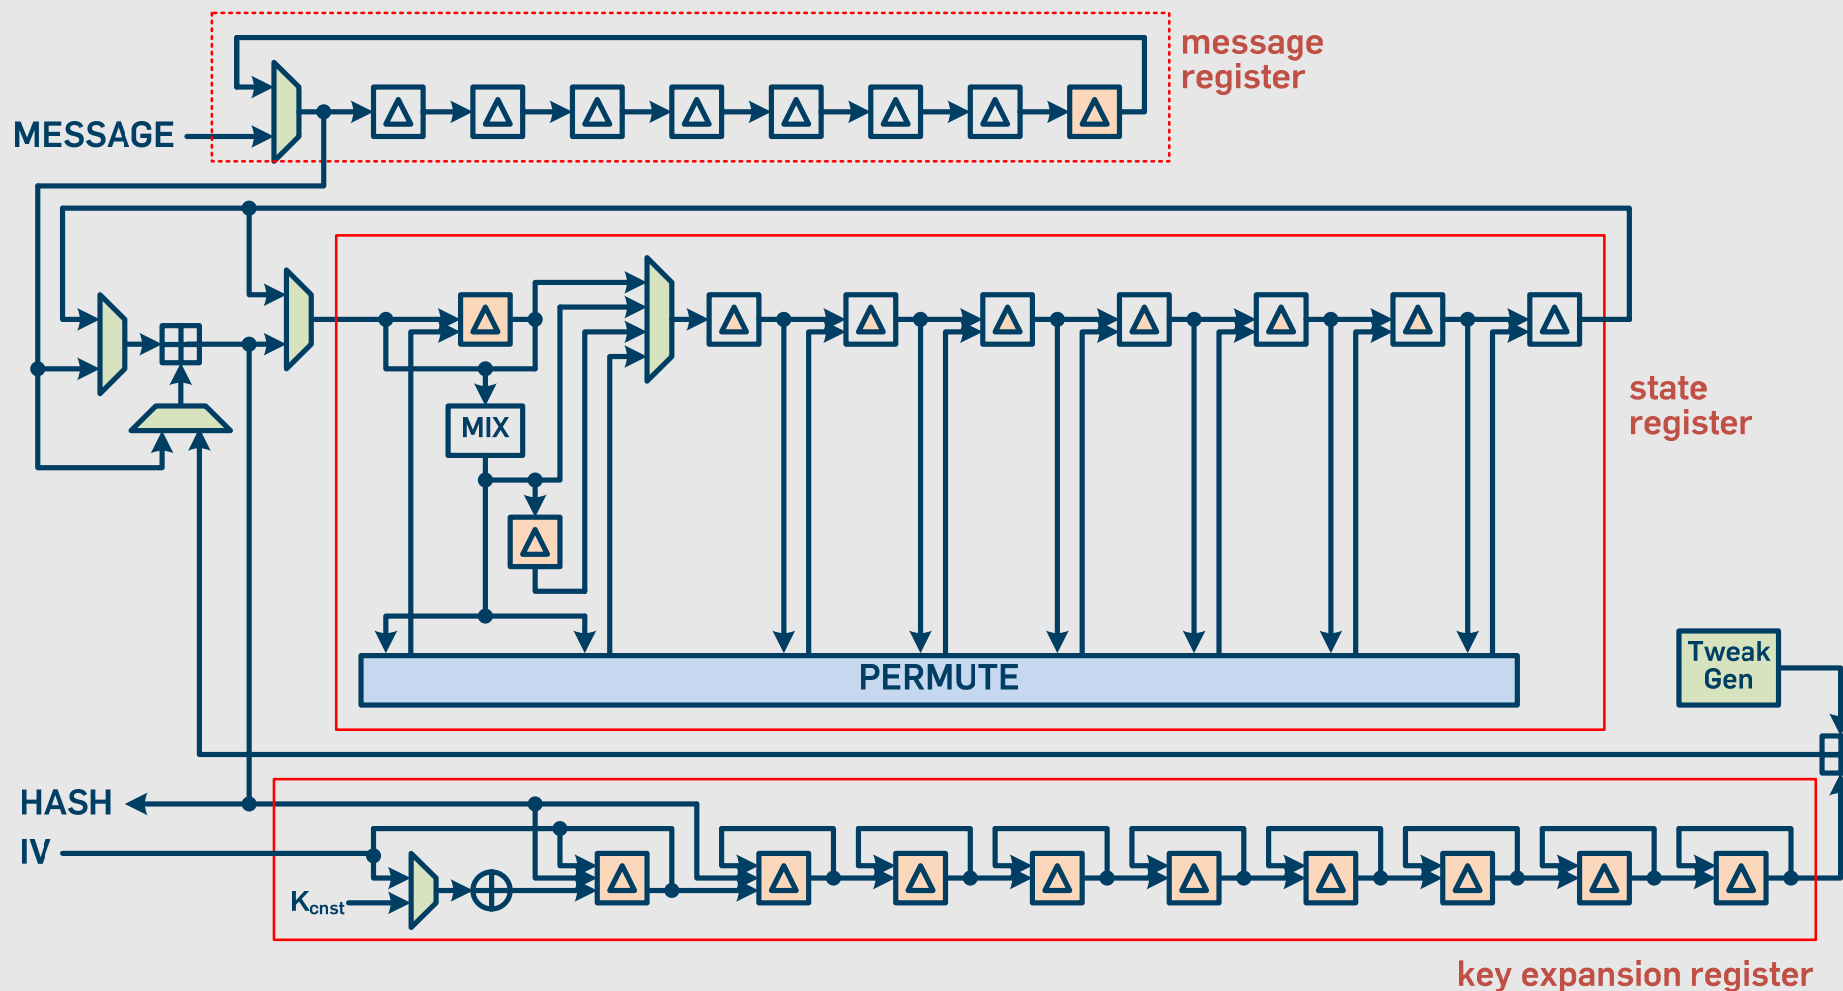 message
register
MESSAGE
state
register
MIX
PERMUTE
Tweak
Gen
HASH
IV
Kcnst
key expansion register